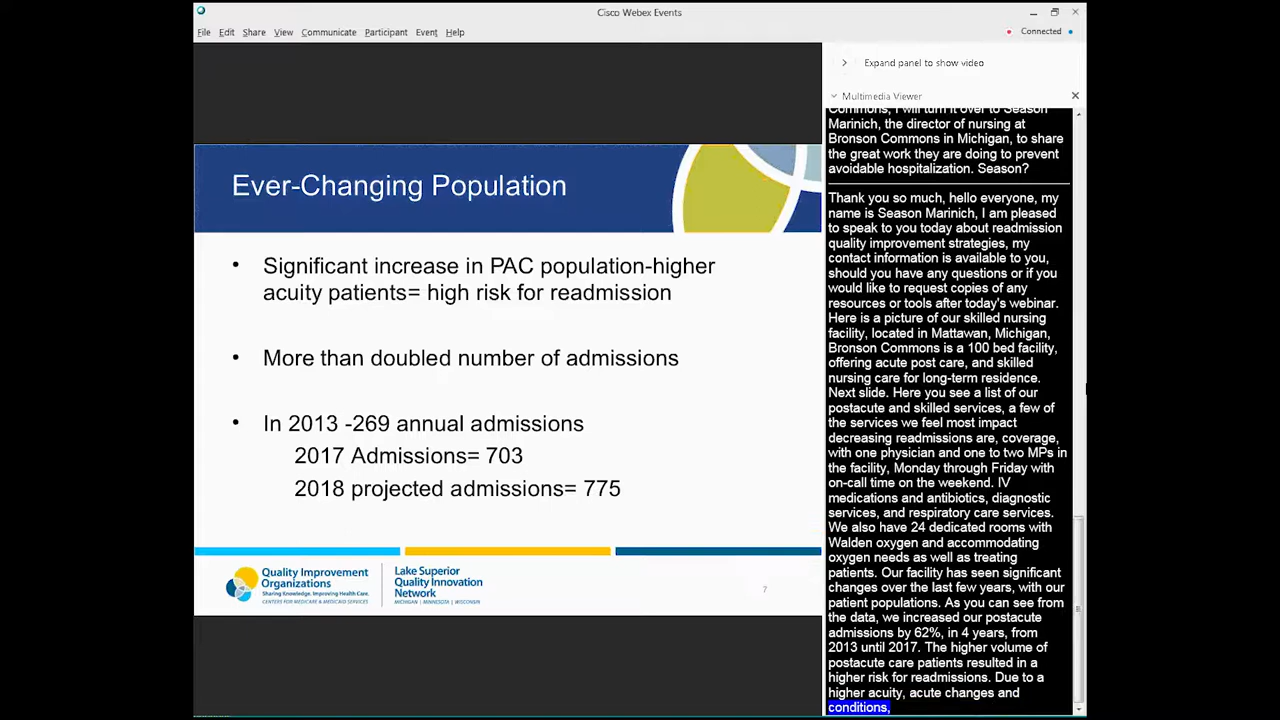 Cisco Webex Events
File Edit Share View Communicate Participant Event Help
Connected
Expand panel to show video
Multimedia Viewer
Ever-Changing Population
• Significant increase in PAC population-higher
acuity patients= high risk for readmission
• More than doubled number of admissions
• In 2013 -269 annual admissions
2017 Admissions= 703
2018 projected admissions= 775
Quality Improvement
Organizations
Sharing Knowledge. Improving Health Care.
CENTERS FOR MEDICARE & MEDICAID SERVICES
Lake Superior
Quality Innovation
Network
MICHIGAN | MINNESOTA | WISCONSIN
7
Commons, I will turn it over to Season
Marinich, the director of nursing at
Bronson Commons in Michigan, to share
the great work they are doing to prevent
avoidable hospitalization. Season?
Thank you so much, hello everyone, my
name is Season Marinich, I am pleased
to speak to you today about readmission
quality improvement strategies, my
contact information is available to you,
should you have any questions or if you
would like to request copies of any
resources or tools after today's webinar.
Here is a picture of our skilled nursing
facility, located in Mattawan, Michigan,
Bronson Commons is a 100 bed facility,
offering acute post care, and skilled
nursing care for long-term residence.
Next slide. Here you see a list of our
postacute and skilled services, a few of
the services we feel most impact
decreasing readmissions are, coverage,
with one physician and one to two MPs in
the facility, Monday through Friday with
on-call time on the weekend. IV
medications and antibiotics, diagnostic
services, and respiratory care services.
We also have 24 dedicated rooms with
Walden oxygen and accommodating
oxygen needs as well as treating
patients. Our facility has seen significant
changes over the last few years, with our
patient populations. As you can see from
the data, we increased our postacute
admissions by 62%, in 4 years, from
2013 until 2017. The higher volume of
postacute care patients resulted in a
higher risk for readmissions. Due to a
higher acuity, acute changes and
conditions,